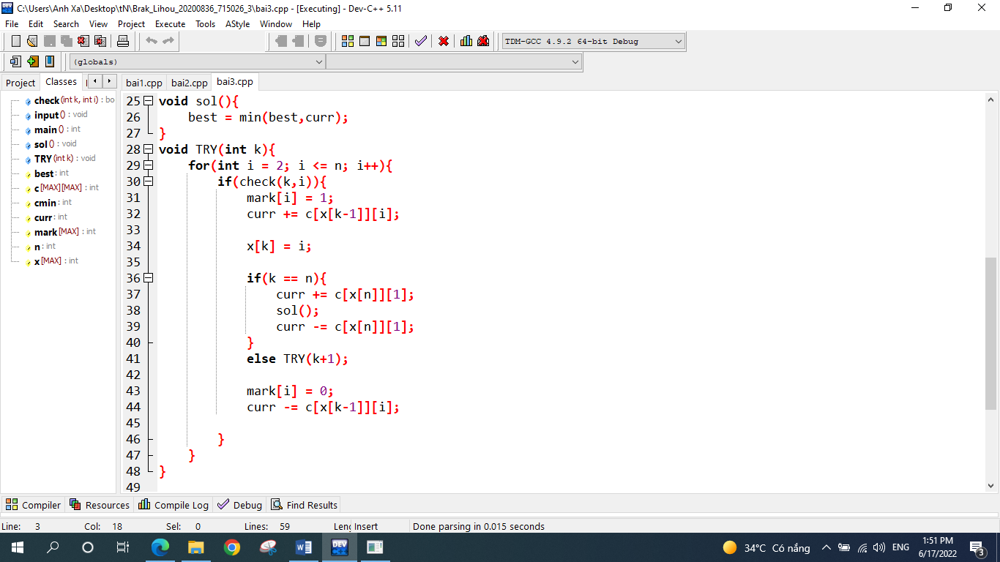 C:\Users\Anh Xa\Desktop\tN\Brak_Lihou_20200836_715026_3\bai3.cpp - [Executing] - Dev-C++ 5.11
File Edit Search View Project Execute Tools AStyle Window Help
TDM-GCC 4.9.2 64-bit Debug
(globals)
Project Classes
bai1.cpp bai2.cpp bai3.cpp
check (int k, int i) : bo
input () : void
main () : int
sol () : void
TRY (int k) : void
best : int
c [MAX][MAX] : int
cmin : int
curr : int
mark [MAX] : int
n : int
x [MAX] : int
25 void sol(){
26     best = min(best,curr);
27 }
28 void TRY(int k){
29     for(int i = 2; i <= n; i++){
30         if(check(k,i)){
31             mark[i] = 1;
32             curr += c[x[k-1]][i];
33
34             x[k] = i;
35
36             if(k == n){
37                 curr += c[x[n]][1];
38                 sol();
39                 curr -= c[x[n]][1];
40             }
41             else TRY(k+1);
42
43             mark[i] = 0;
44             curr -= c[x[k-1]][i];
45
46         }
47     }
48 }
49
Compiler Resources Compile Log Debug Find Results
Line: 3 Col: 18 Sel: 0 Lines: 59 Leng Insert Done parsing in 0.015 seconds
34°C Có nắng ENG
1:51 PM
6/17/2022
3